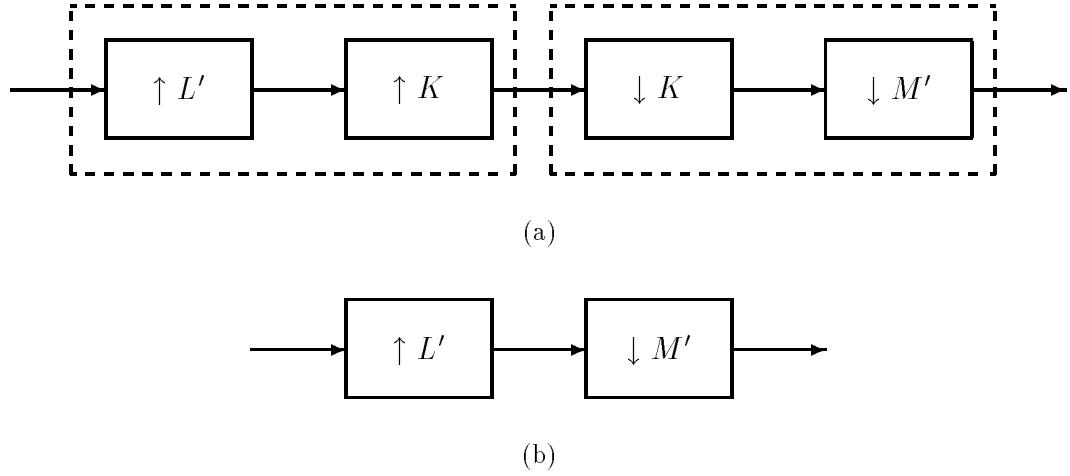 ↑ L′ ↑ K ↓ K ↓ M′
(a)
↑ L′ ↓ M′
(b)